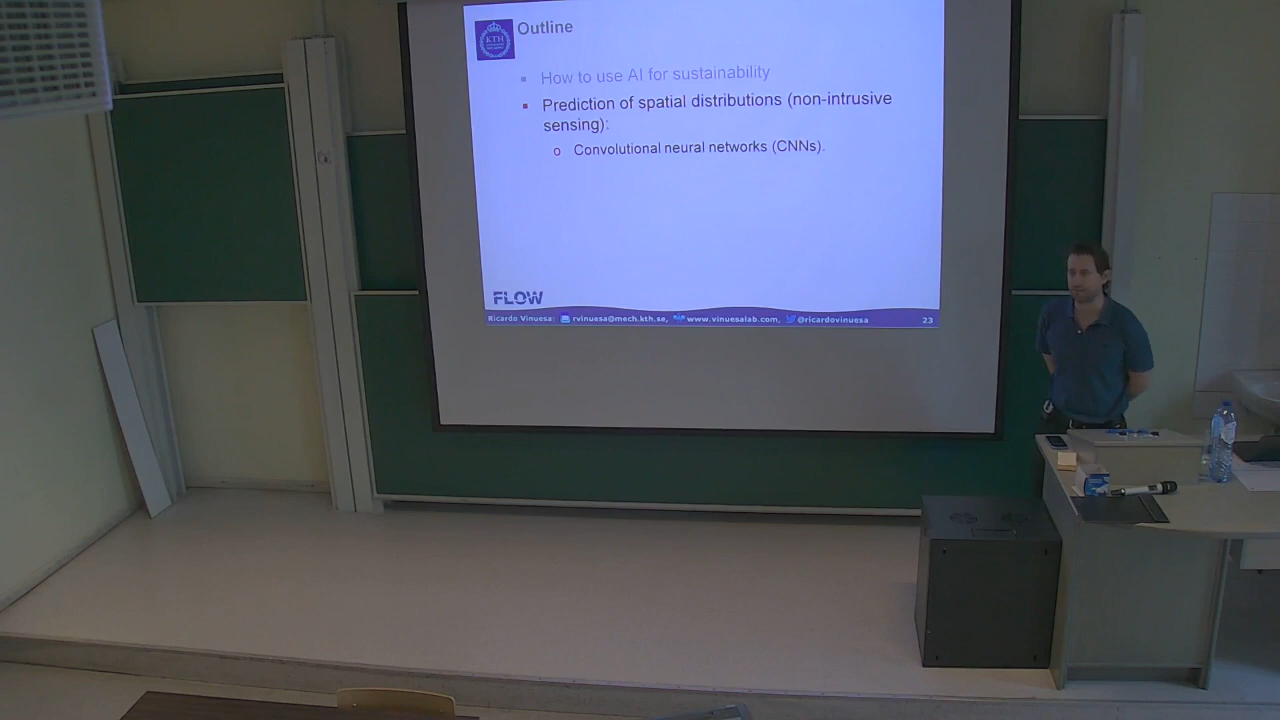 KTH
Outline
How to use AI for sustainability
Prediction of spatial distributions (non-intrusive
sensing):
o Convolutional neural networks (CNNs).
FLOW
Ricardo Vinuesa: rvinuesa@mech.kth.se, www.vinuesalab.com, @ricardovinuesa 23